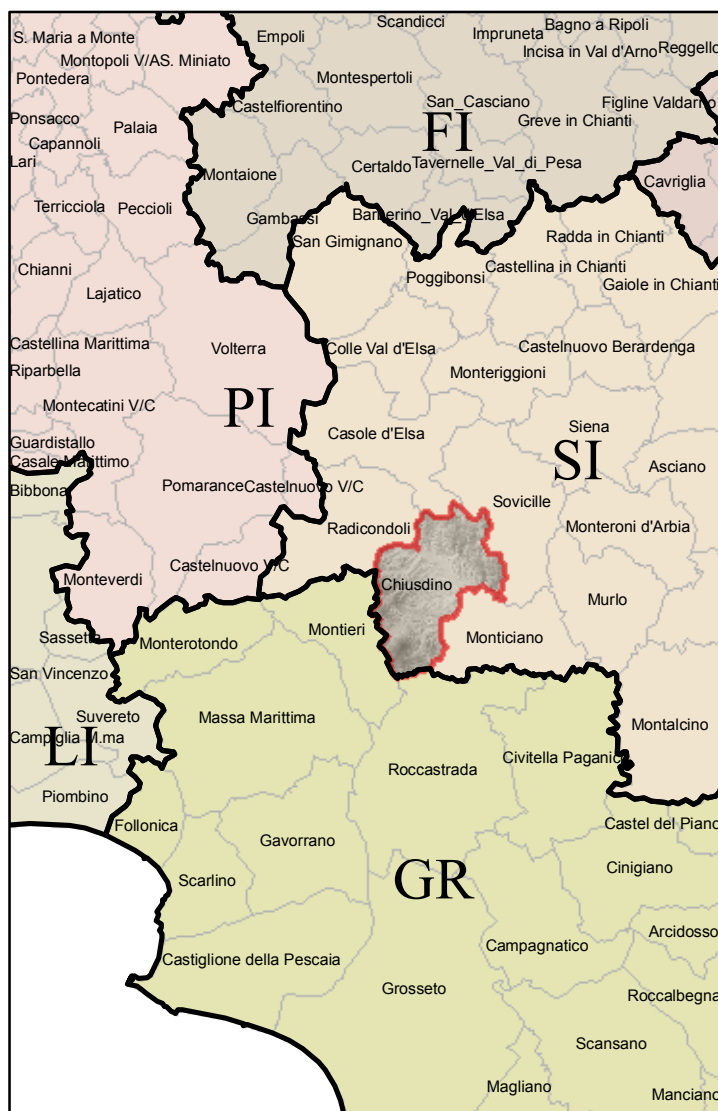 Scandicci
Bagno a Ripoli
Empoli
Impruneta
S. Maria a Monte
Incisa in Val d'Arno
Reggello
Montopoli V/A
S. Miniato
Pontedera
Montespertoli
San_Casciano
Figline Valdarno
Castelfiorentino
Ponsacco
Palaia
Greve in Chianti
FI
Capannoli
Lari
Certaldo
Tavernelle_Val_di_Pesa
Montaione
Cavriglia
Terricciola
Peccioli
Gambassi
Barberino_Val_d'Elsa
San Gimignano
Radda in Chianti
Chianni
Poggibonsi
Castellina in Chianti
Gaiole in Chianti
Lajatico
Castellina Marittima
Volterra
Colle Val d'Elsa
Castelnuovo Berardenga
Riparbella
Monteriggioni
Montecatini V/C
PI
Siena
Guardistallo
Casole d'Elsa
SI
Casale Marittimo
Asciano
Bibbona
Pomarance
Castelnuovo V/C
Sovicille
Radicondoli
Monteroni d'Arbia
Castelnuovo V/C
Monteverdi
Chiusdino
Murlo
Sassetta
Monterotondo
Montieri
Monticiano
San Vincenzo
Suvereto
Massa Marittima
Montalcino
Campiglia M.ma
LI
Civitella Paganico
Roccastrada
Piombino
Follonica
Castel del Piano
Gavorrano
Cinigiano
Scarlino
GR
Arcidosso
Campagnatico
Castiglione della Pescaia
Grosseto
Roccalbegna
Scansano
Magliano
Manciano